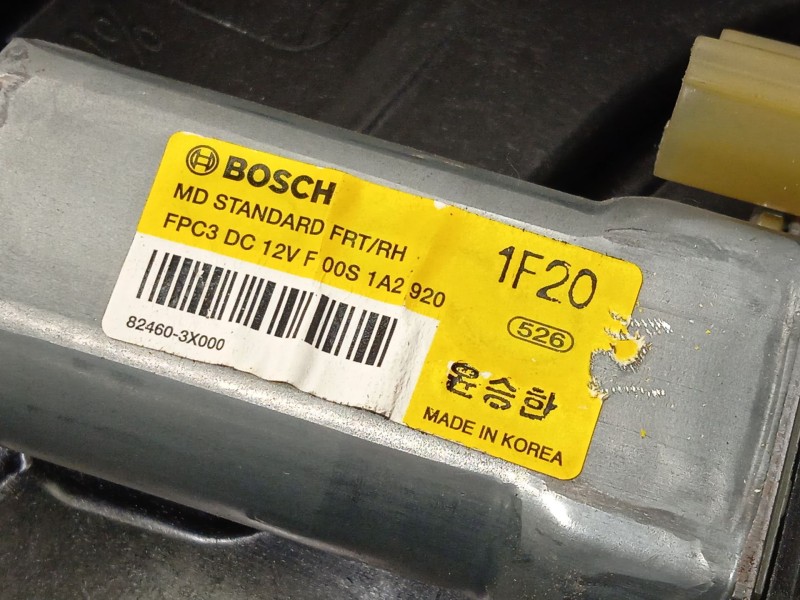 BOSCH
MD STANDARD FRT/RH
FPC3 DC 12V F 00S 1A2 920
82460-3X000
1F20
526
윤승한
MADE IN KOREA